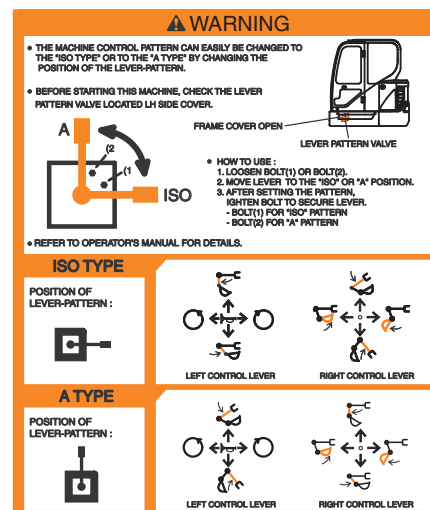 WARNING
• THE MACHINE CONTROL PATTERN CAN EASILY BE CHANGED TO
THE "ISO TYPE" OR TO THE "A TYPE" BY CHANGING THE
POSITION OF THE LEVER-PATTERN.
• BEFORE STARTING THIS MACHINE, CHECK THE LEVER
PATTERN VALVE LOCATED LH SIDE COVER.
FRAME COVER OPEN
LEVER PATTERN VALVE
A
(2
(1
ISO
• HOW TO USE :
1. LOOSEN BOLT(1) OR BOLT(2).
2. MOVE LEVER TO THE "ISO" OR "A" POSITION.
3. AFTER SETTING THE PATTERN,
IGHTEN BOLT TO SECURE LEVER.
- BOLT(1) FOR "ISO" PATTERN
- BOLT(2) FOR "A" PATTERN
• REFER TO OPERATOR'S MANUAL FOR DETAILS.
ISO TYPE
POSITION OF
LEVER-PATTERN :
LEFT CONTROL LEVER
RIGHT CONTROL LEVER
A TYPE
POSITION OF
LEVER-PATTERN :
LEFT CONTROL LEVER
RIGHT CONTROL LEVER